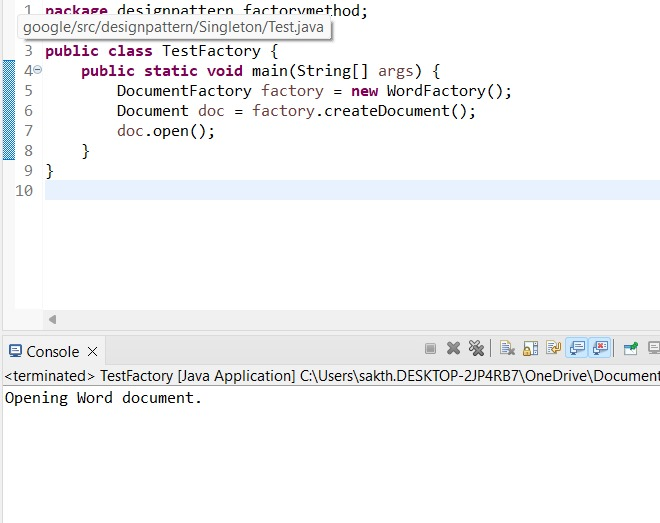 1 package designpattern.factorymethod;
google/src/designpattern/Singleton/Test.java
3 public class TestFactory {
4 public static void main(String[] args) {
5 DocumentFactory factory = new WordFactory();
6 Document doc = factory.createDocument();
7 doc.open();
8 }
9 }
10
Console
<terminated> TestFactory [Java Application] C:\Users\sakth.DESKTOP-2JP4RB7\OneDrive\Document
Opening Word document.